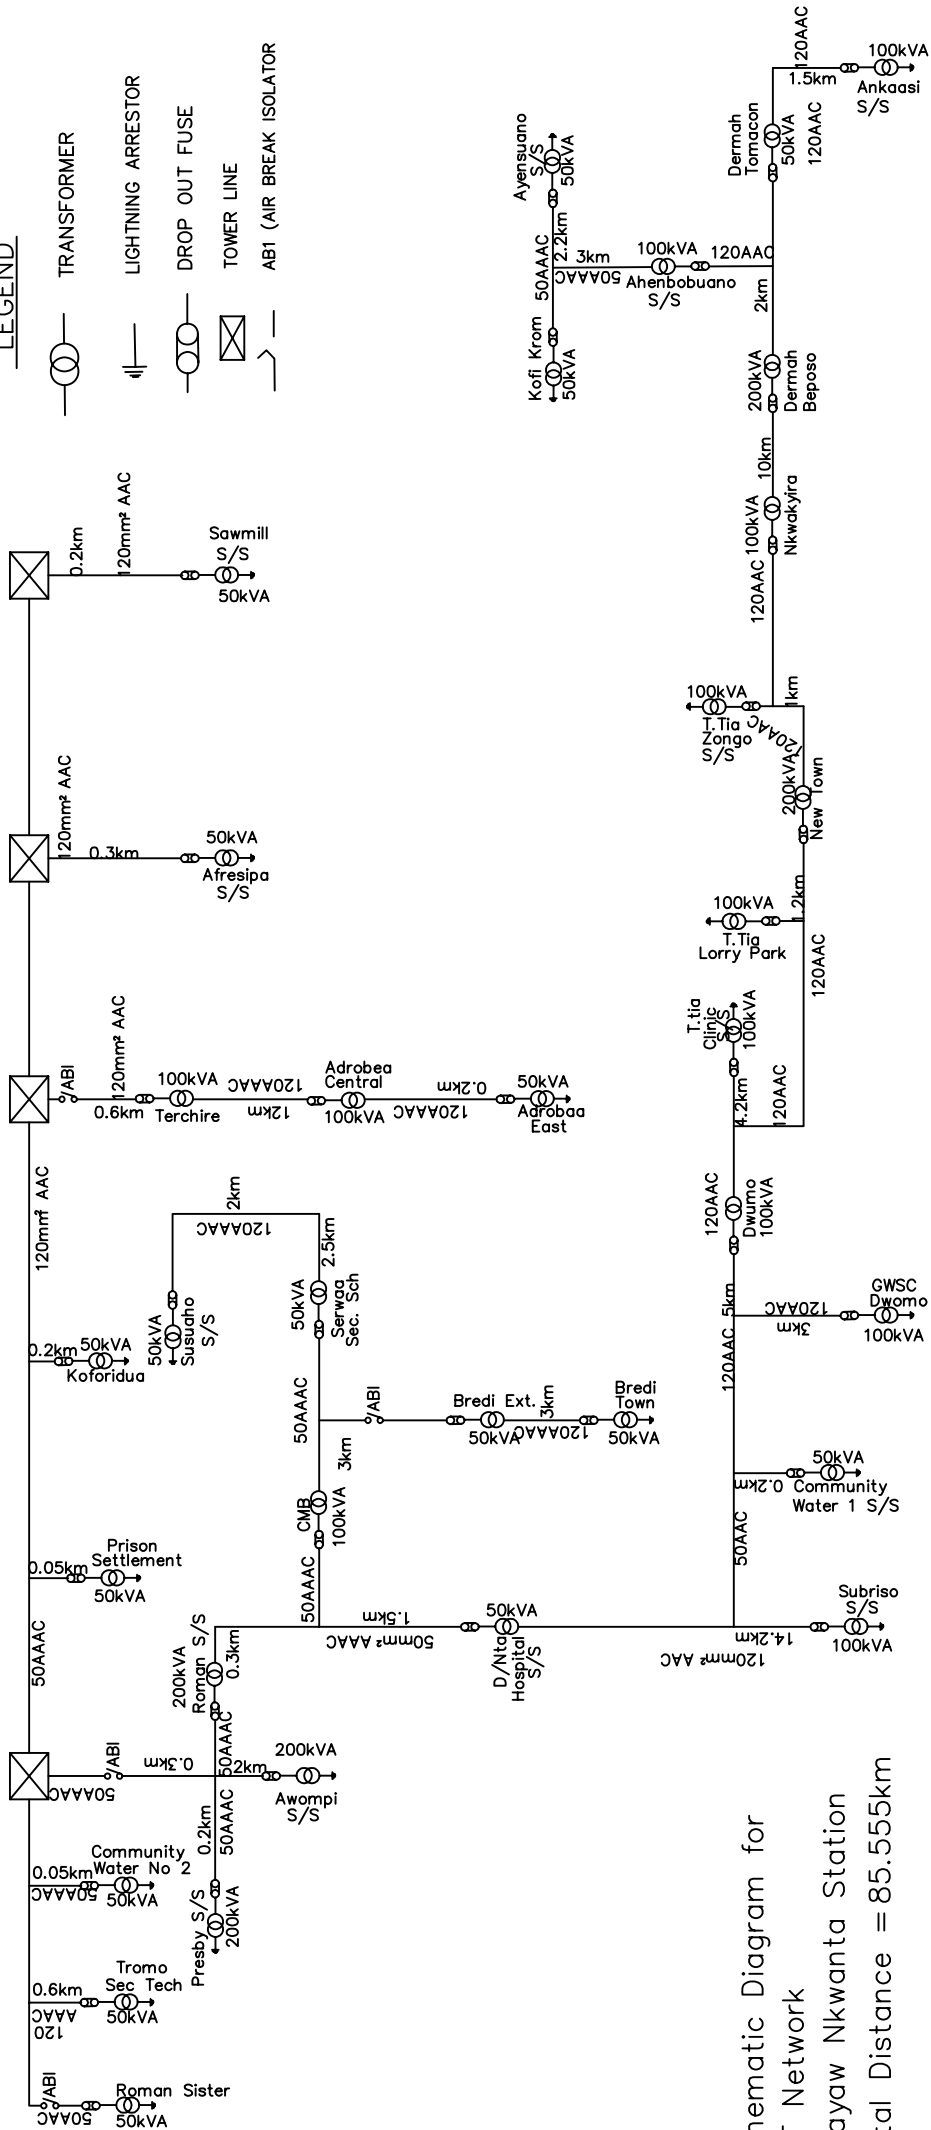 LEGEND
TRANSFORMER
LIGHTNING ARRESTOR
DROP OUT FUSE
TOWER LINE
AB1 (AIR BREAK ISOLATOR
0.2km
120mm² AAC
Sawmill
S/S
50kVA
120mm² AAC
0.3km
50kVA
Afresipa
S/S
ABI
120mm² AAC
0.6km
100kVA
Terchire
120AAAC
12km
Adrobea
Central
100kVA
0.2km
120AAAC
50kVA
Adrobaa
East
120mm² AAC
0.2km
50kVA
Koforidua
0.05km
Prison
Settlement
50kVA
50AAAC
ABI
50AAAC
0.3km
50AAAC
2km
200kVA
Awompi
S/S
0.2km
50AAAC
Presby S/S
200kVA
200kVA
Roman S/S
0.3km
50AAAC
CMB
100kVA
3km
50AAAC
ABI
Bredi Ext.
50kVA
3km
120AAAC
Bredi
Town
50kVA
50kVA
Serwaa
Sec. Sch
2.5km
2km
120AAAC
50kVA
Susuaho
S/S
1.5km
50mm² AAAC
50kVA
D/Nta
Hospital
S/S
120mm² AAC
14.2km
Subriso
S/S
100kVA
50AAC
0.2km
50kVA
Community
Water 1 S/S
120AAC
5km
120AAC
3km
GWSC
Dwomo
100kVA
120AAC
Dwumo
100kVA
4.2km
120AAC
T.tia
Clinic
S/S
100kVA
120AAC
1.2km
100kVA
T.Tia
Lorry Park
200kVA
New Town
120AAC
1km
100kVA
T.Tia
Zongo
S/S
120AAC
100kVA
Nkwakyira
10km
200kVA
Dermah
Beposo
2km
120AAC
100kVA
Ahenbobuano
S/S
3km
50AAAC
50AAAC
2.2km
Ayensuano
S/S
50kVA
Kofi Krom
50kVA
Dermah
Tomacon
50kVA
120AAC
120AAC
1.5km
100kVA
Ankaasi
S/S
0.05km
50AAAC
Community
Water No 2
50kVA
0.6km
120
AAAC
Tromo
Sec Tech
50kVA
ABI
50AAC
Roman Sister
50kVA
hematic Diagram for
Network
ayaw Nkwanta Station
tal Distance = 85.555km